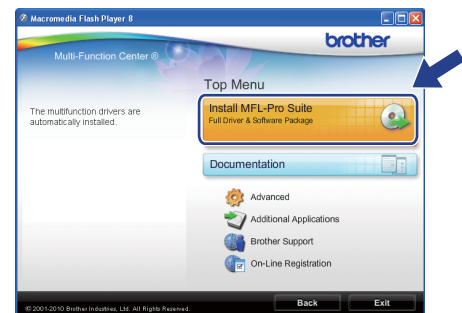 Macromedia Flash Player 8
brother
Multi-Function Center ®
Top Menu
The multifunction drivers are
automatically installed.
Install MFL-Pro Suite
Full Driver & Software Package
Documentation
Advanced
Additional Applications
Brother Support
On-Line Registration
© 2001-2010 Brother Industries, Ltd. All Rights Reserved.
Back
Exit